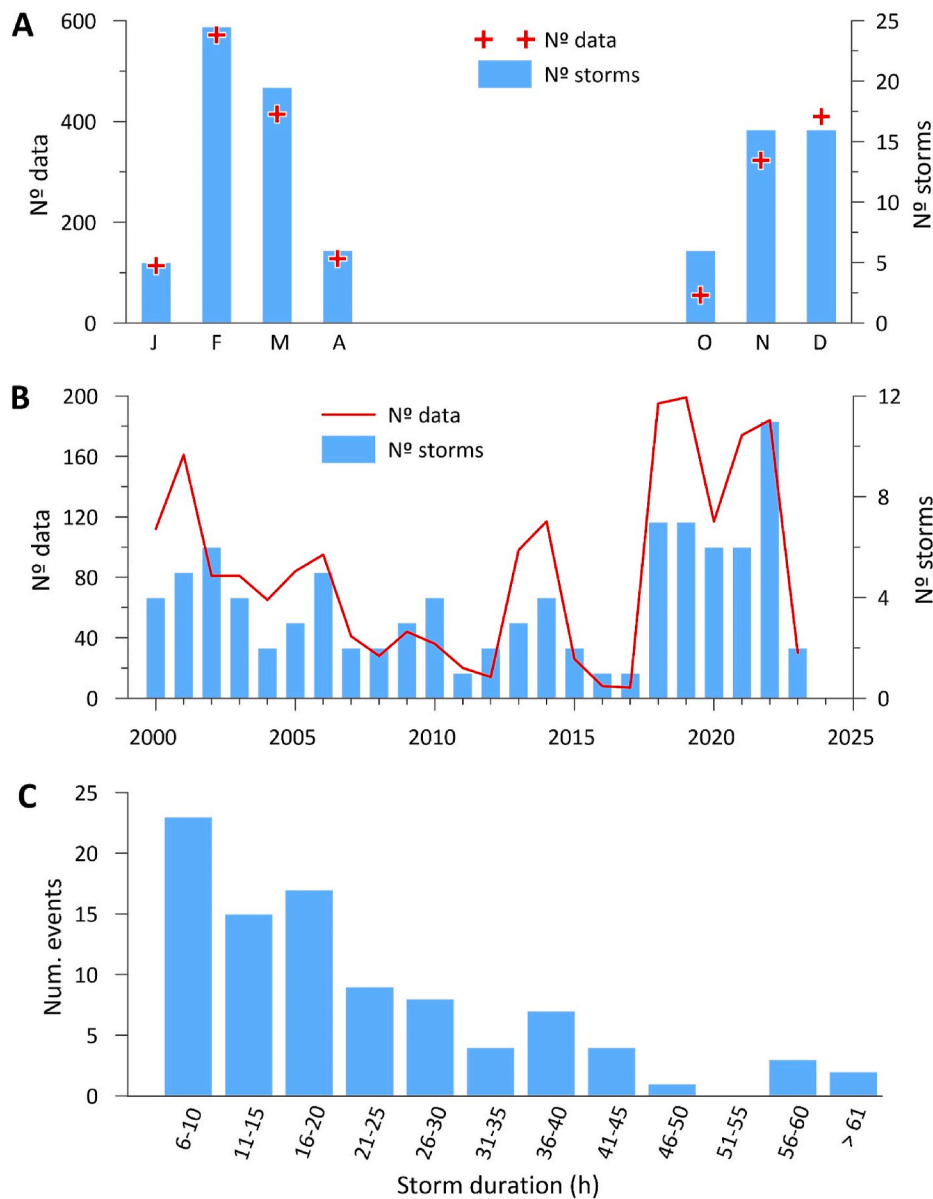 A
600
400
200
0
Nº data
Nº data
Nº storms
25
20
15
10
5
0
Nº storms
J F M A O N D
B
200
160
120
80
40
0
Nº data
Nº data
Nº storms
12
8
4
0
Nº storms
2000 2005 2010 2015 2020 2025
C
25
20
15
10
5
0
Num. events
6-10 11-15 16-20 21-25 26-30 31-35 36-40 41-45 46-50 51-55 56-60 > 61
Storm duration (h)